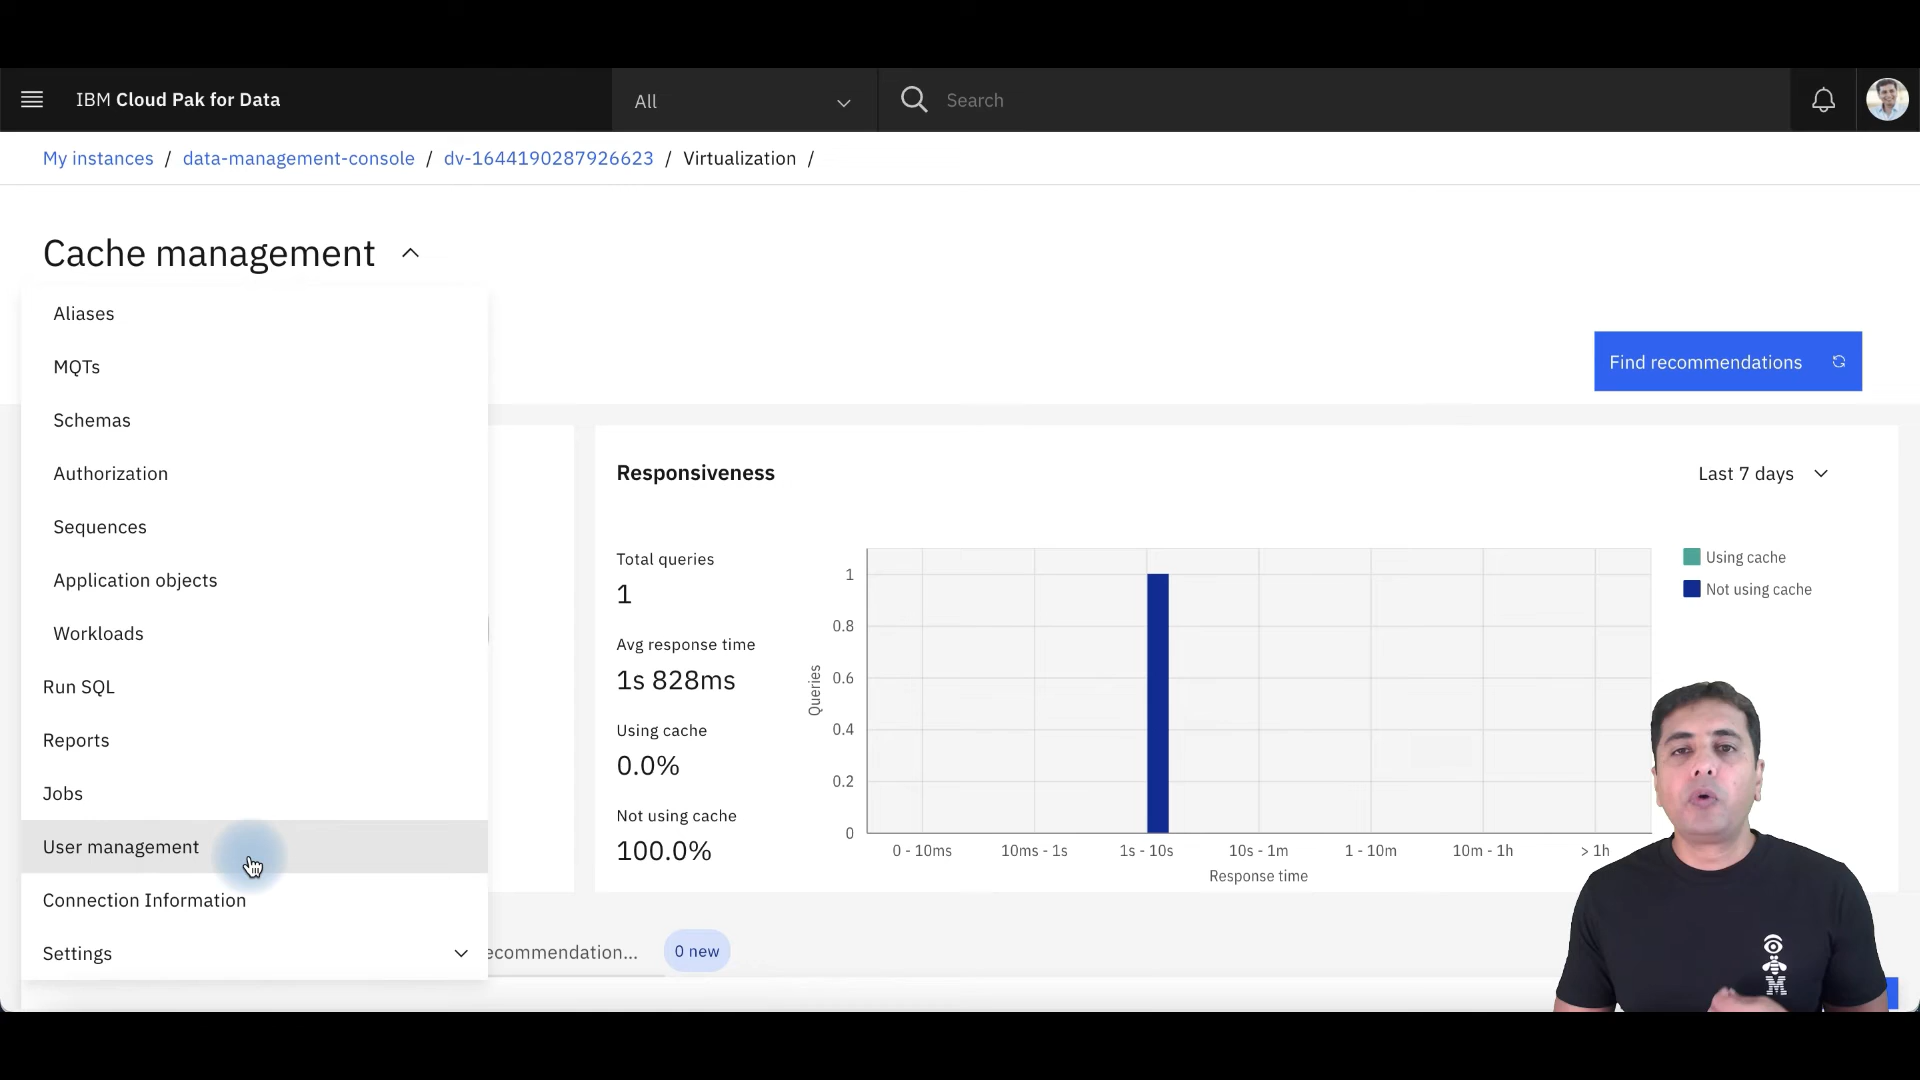 IBM Cloud Pak for Data
All
Search
My instances / data-management-console / dv-1644190287926623 / Virtualization /
Cache management
Aliases
MQTs
Schemas
Authorization
Sequences
Application objects
Workloads
Run SQL
Reports
Jobs
User management
Connection Information
Settings
Find recommendations
Responsiveness
Last 7 days
Total queries
1
Avg response time
1s 828ms
Using cache
0.0%
Not using cache
100.0%
Queries
1
0.8
0.6
0.4
0.2
0
0 - 10ms
10ms - 1s
1s - 10s
10s - 1m
1 - 10m
10m - 1h
> 1h
Response time
Using cache
Not using cache
ecommendation...
0 new
M